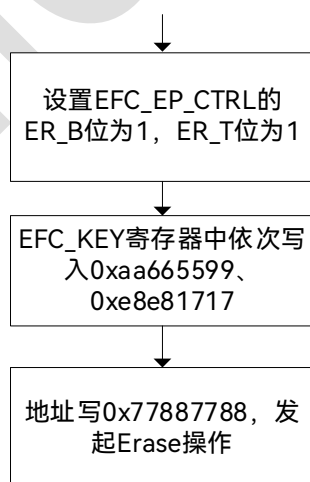 设置EFC_EP_CTRL的
ER_B位为1，ER_T位为1
EFC_KEY寄存器中依次写
入0xaa665599、
0xe8e81717
地址写0x77887788，发
起Erase操作